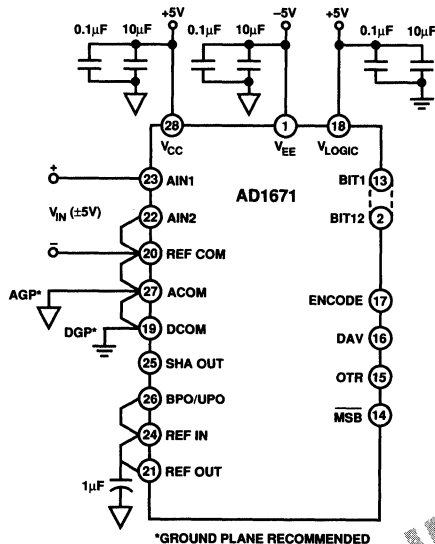 +5V
–5V
+5V
0.1µF
10µF
0.1µF
10µF
0.1µF
10µF
28
1
18
VCC
VEE
VLOGIC
+
23
AIN1
AD1671
BIT1
13
VIN (±5V)
22
AIN2
BIT12
2
–
20
REF COM
AGP*
27
ACOM
ENCODE
17
DGP*
19
DCOM
DAV
16
25
SHA OUT
OTR
15
26
BPO/UPO
MSB
14
24
REF IN
1µF
21
REF OUT
*GROUND PLANE RECOMMENDED